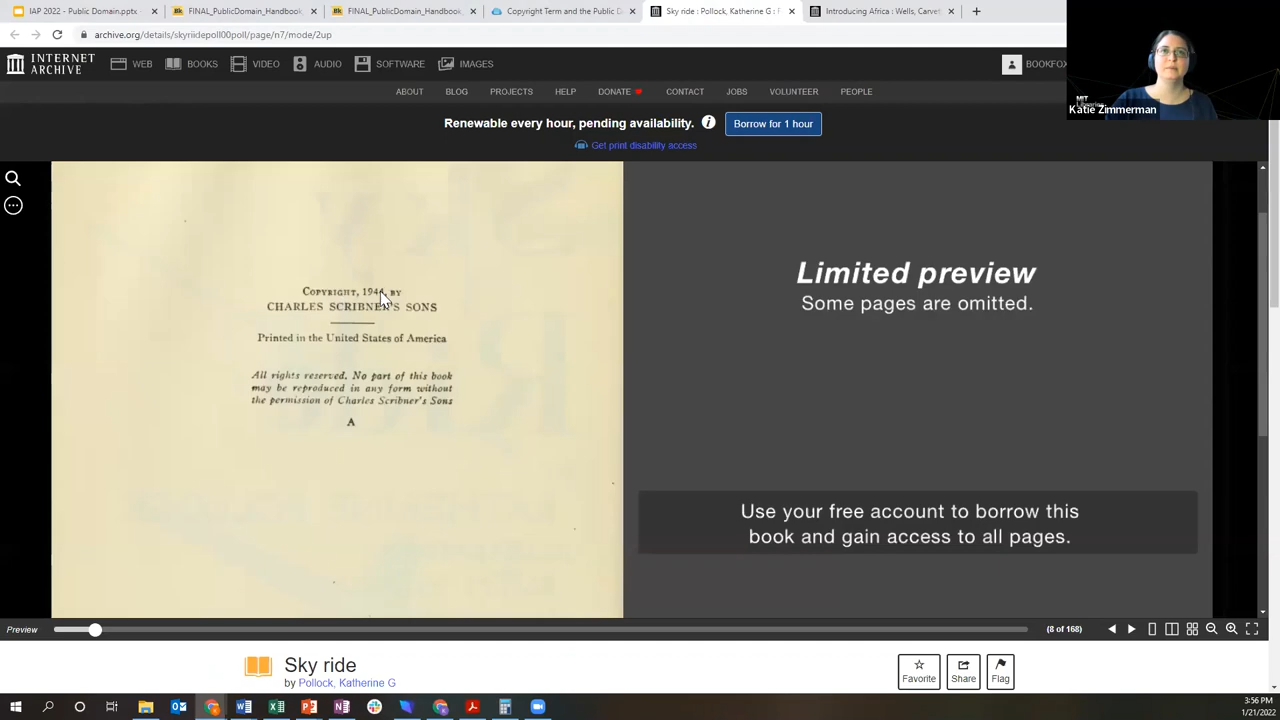 IAP 2022 - Public Domain.pptx
FINAL_PublicDomain_Handbook_
FINAL_PublicDomain_Handbook_
Copyright Term and the Public D
Sky ride : Pollock, Katherine G : F
Introducing Africa : Wells, Carvet
archive.org/details/skyriidepoll00poll/page/n7/mode/2up
INTERNET
ARCHIVE
WEB
BOOKS
VIDEO
AUDIO
SOFTWARE
IMAGES
BOOKFOX
MIT
Katie Zimmerman
ABOUT
BLOG
PROJECTS
HELP
DONATE
CONTACT
JOBS
VOLUNTEER
PEOPLE
Renewable every hour, pending availability.
Borrow for 1 hour
Get print disability access
COPYRIGHT, 1944, BY
CHARLES SCRIBNER'S SONS
Printed in the United States of America
All rights reserved. No part of this book
may be reproduced in any form without
the permission of Charles Scribner's Sons
A
Limited preview
Some pages are omitted.
Use your free account to borrow this
book and gain access to all pages.
Preview
(8 of 168)
Sky ride
by Pollock, Katherine G
Favorite
Share
Flag
3:56 PM
1/21/2022